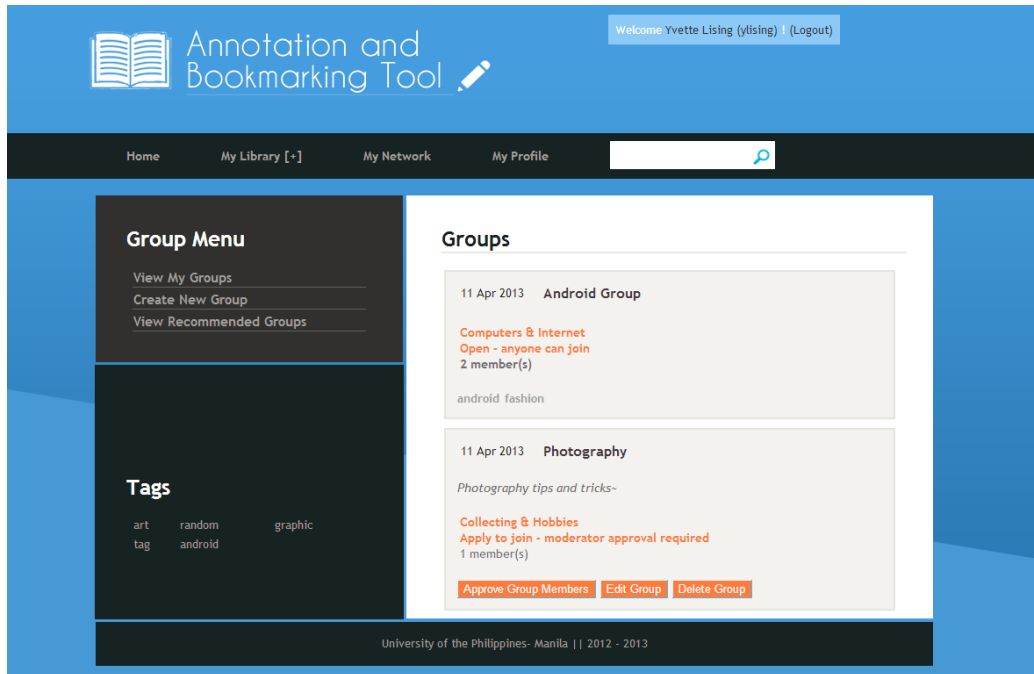 Welcome Yvette Lising (ylising) ! (Logout)
Annotation and
Bookmarking Tool
Home My Library [+] My Network My Profile
Group Menu
View My Groups
Create New Group
View Recommended Groups
Tags
art random graphic
tag android
Groups
11 Apr 2013 Android Group
Computers & Internet
Open - anyone can join
2 member(s)
android fashion
11 Apr 2013 Photography
Photography tips and tricks~
Collecting & Hobbies
Apply to join - moderator approval required
1 member(s)
Approve Group Members Edit Group Delete Group
University of the Philippines- Manila || 2012 - 2013